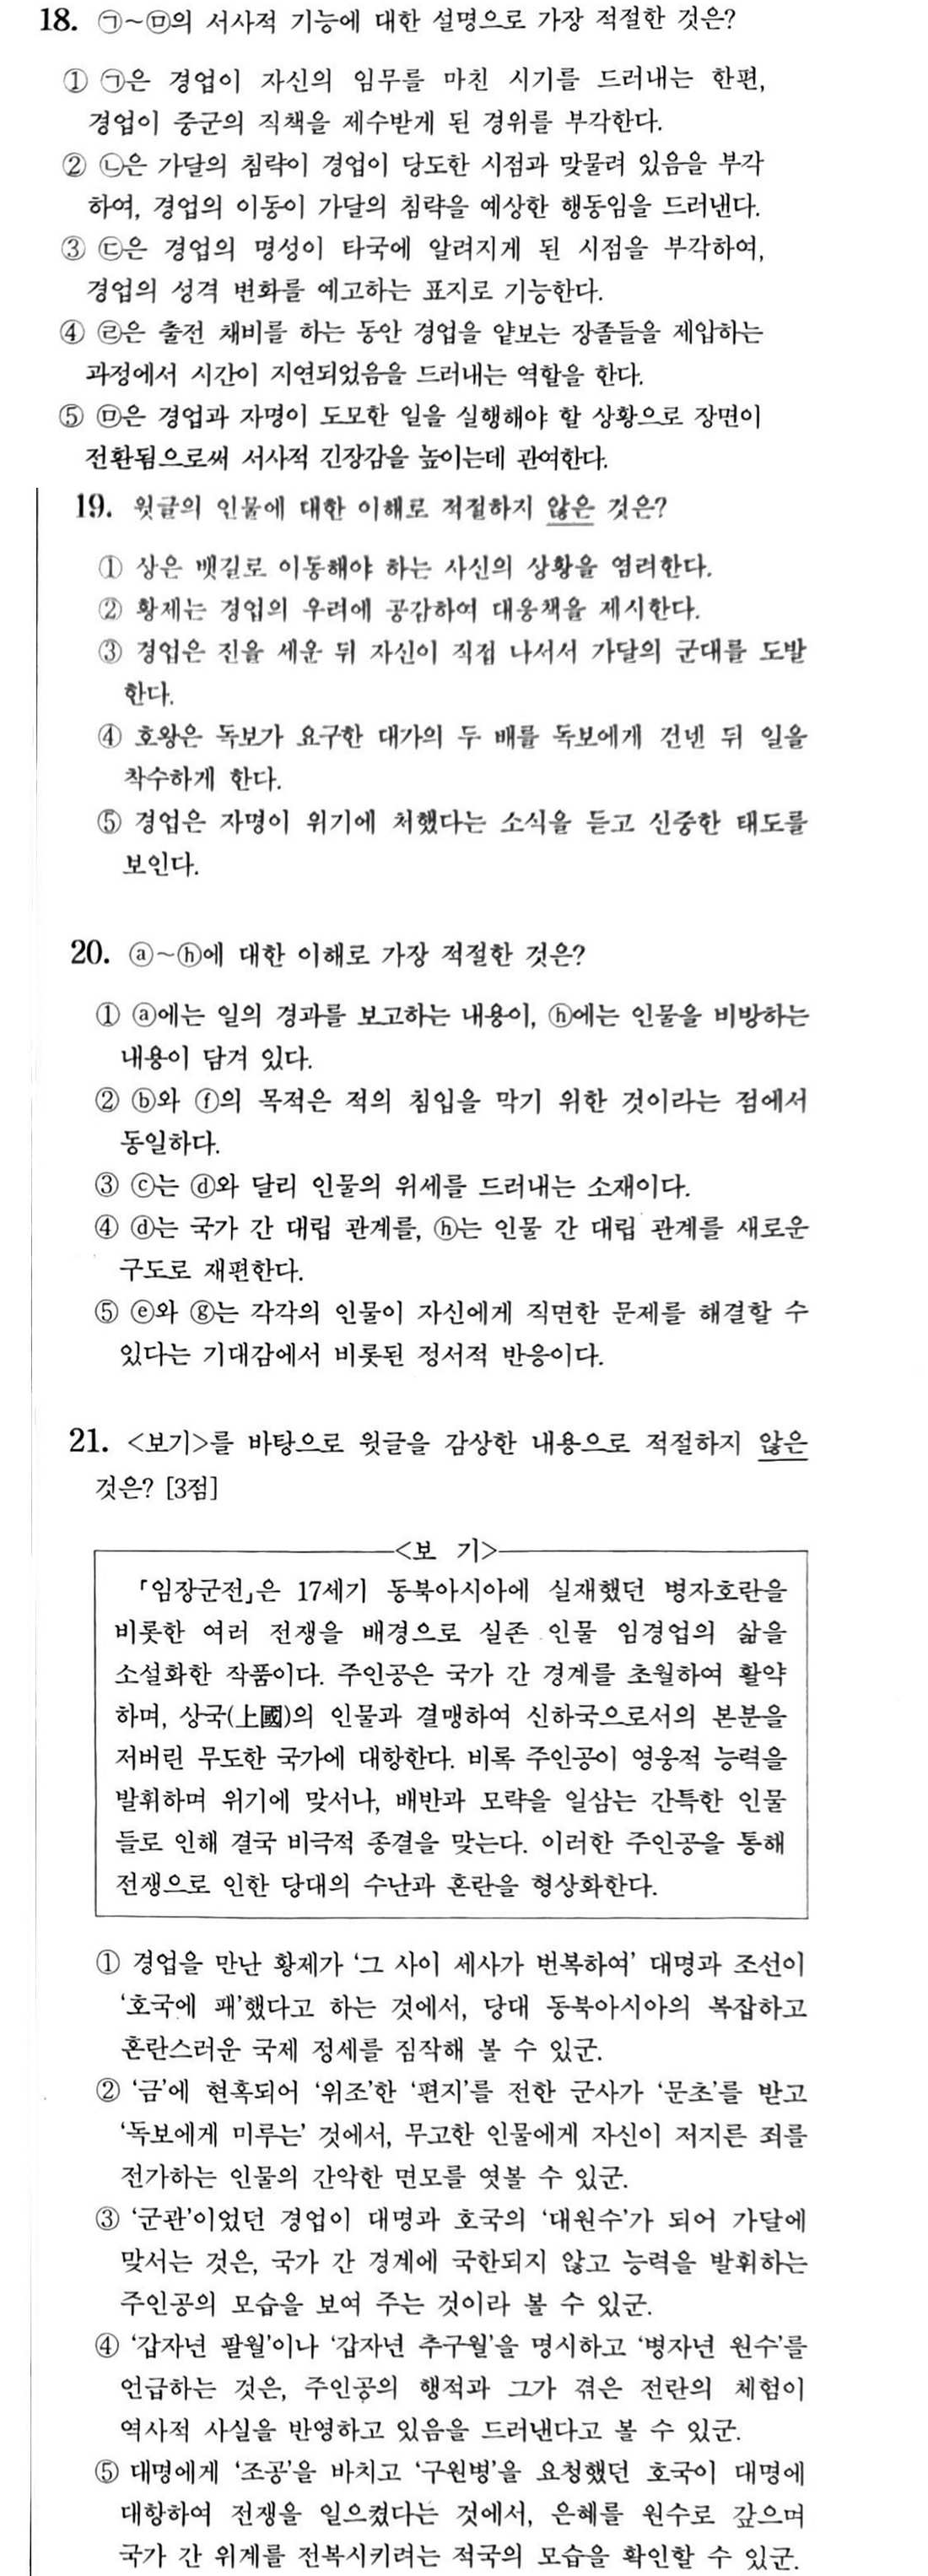 18. ㉠~㉤의 서사적 기능에 대한 설명으로 가장 적절한 것은?
① ㉠은 경업이 자신의 임무를 마친 시기를 드러내는 한편,
경업이 중군의 직책을 제수받게 된 경위를 부각한다.
② ㉡은 가달의 침략이 경업이 당도한 시점과 맞물려 있음을 부각
하여, 경업의 이동이 가달의 침략을 예상한 행동임을 드러낸다.
③ ㉢은 경업의 명성이 타국에 알려지게 된 시점을 부각하여,
경업의 성격 변화를 예고하는 표지로 기능한다.
④ ㉣은 출전 채비를 하는 동안 경업을 얕보는 장졸들을 제압하는
과정에서 시간이 지연되었음을 드러내는 역할을 한다.
⑤ ㉤은 경업과 자명이 도모한 일을 실행해야 할 상황으로 장면이
전환됨으로써 서사적 긴장감을 높이는데 관여한다.
19. 윗글의 인물에 대한 이해로 적절하지 않은 것은?
① 상은 뱃길로 이동해야 하는 사신의 상황을 염려한다.
② 황제는 경업의 우려에 공감하여 대응책을 제시한다.
③ 경업은 진을 세운 뒤 자신이 직접 나서서 가달의 군대를 도발
한다.
④ 호왕은 독보가 요구한 대가의 두 배를 독보에게 건넨 뒤 일을
착수하게 한다.
⑤ 경업은 자명이 위기에 처했다는 소식을 듣고 신중한 태도를
보인다.
20. ⓐ~ⓗ에 대한 이해로 가장 적절한 것은?
① ⓐ에는 일의 경과를 보고하는 내용이, ⓗ에는 인물을 비방하는
내용이 담겨 있다.
② ⓑ와 ⓕ의 목적은 적의 침입을 막기 위한 것이라는 점에서
동일하다.
③ ⓒ는 ⓓ와 달리 인물의 위세를 드러내는 소재이다.
④ ⓓ는 국가 간 대립 관계를, ⓗ는 인물 간 대립 관계를 새로운
구도로 재편한다.
⑤ ⓔ와 ⓖ는 각각의 인물이 자신에게 직면한 문제를 해결할 수
있다는 기대감에서 비롯된 정서적 반응이다.
21. <보기>를 바탕으로 윗글을 감상한 내용으로 적절하지 않은
것은? [3점]
<보 기>
「임장군전」은 17세기 동북아시아에 실재했던 병자호란을
비롯한 여러 전쟁을 배경으로 실존 인물 임경업의 삶을
소설화한 작품이다. 주인공은 국가 간 경계를 초월하여 활약
하며, 상국(上國)의 인물과 결맹하여 신하국으로서의 본분을
저버린 무도한 국가에 대항한다. 비록 주인공이 영웅적 능력을
발휘하며 위기에 맞서나, 배반과 모략을 일삼는 간특한 인물
들로 인해 결국 비극적 종결을 맞는다. 이러한 주인공을 통해
전쟁으로 인한 당대의 수난과 혼란을 형상화한다.
① 경업을 만난 황제가 ‘그 사이 세사가 번복하여’ 대명과 조선이
‘호국에 패’했다고 하는 것에서, 당대 동북아시아의 복잡하고
혼란스러운 국제 정세를 짐작해 볼 수 있군.
② ‘금’에 현혹되어 ‘위조’한 ‘편지’를 전한 군사가 ‘문초’를 받고
‘독보에게 미루는’ 것에서, 무고한 인물에게 자신이 저지른 죄를
전가하는 인물의 간악한 면모를 엿볼 수 있군.
③ ‘군관’이었던 경업이 대명과 호국의 ‘대원수’가 되어 가달에
맞서는 것은, 국가 간 경계에 국한되지 않고 능력을 발휘하는
주인공의 모습을 보여 주는 것이라 볼 수 있군.
④ ‘갑자년 팔월’이나 ‘갑자년 추구월’을 명시하고 ‘병자년 원수’를
언급하는 것은, 주인공의 행적과 그가 겪은 전란의 체험이
역사적 사실을 반영하고 있음을 드러낸다고 볼 수 있군.
⑤ 대명에게 ‘조공’을 바치고 ‘구원병’을 요청했던 호국이 대명에
대항하여 전쟁을 일으켰다는 것에서, 은혜를 원수로 갚으며
국가 간 위계를 전복시키려는 적국의 모습을 확인할 수 있군.